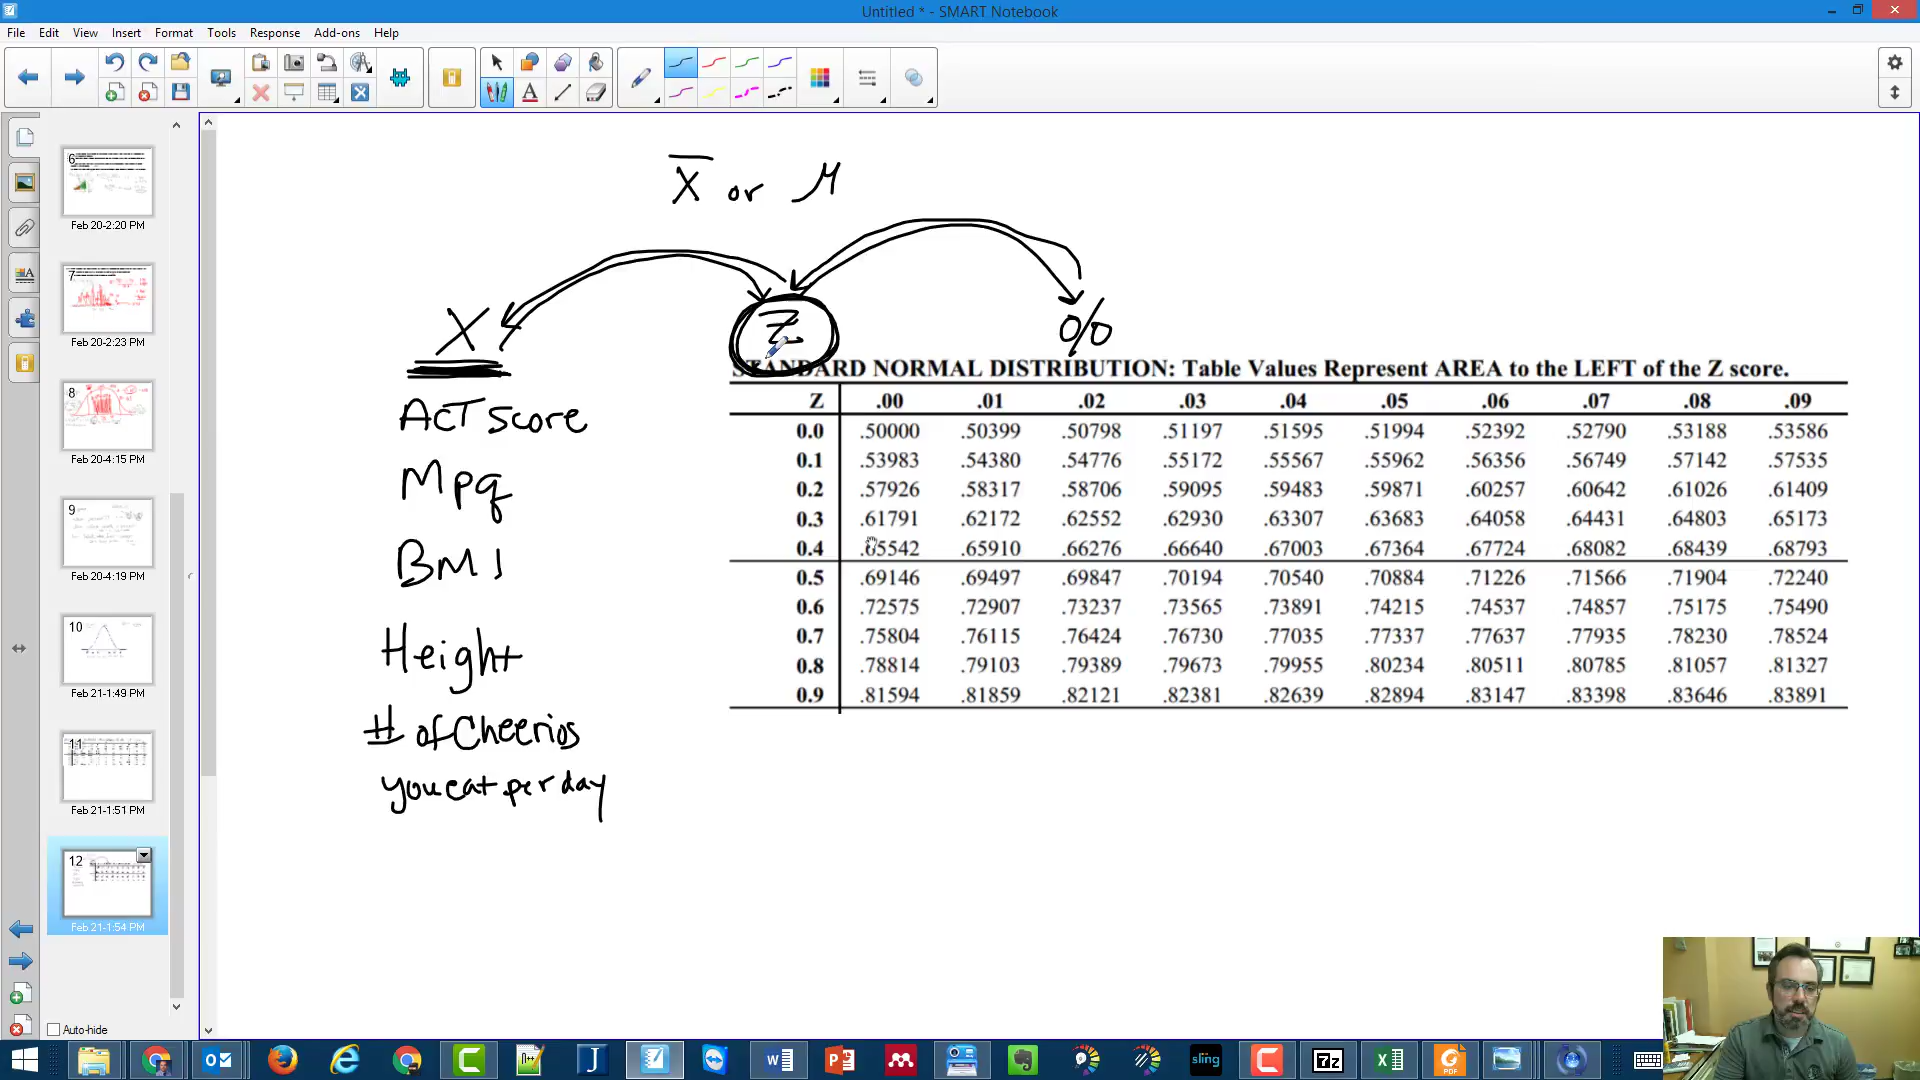 Untitled * - SMART Notebook
File Edit View Insert Format Tools Response Add-ons Help
6
Feb 20-2:20 PM
7
Feb 20-2:23 PM
8
Feb 20-4:15 PM
9
Feb 20-4:19 PM
10
Feb 21-1:49 PM
11
Feb 21-1:51 PM
12
Feb 21-1:54 PM
Auto-hide
X̅ or μ
X Z %
ACT score
Mpg
BMI
Height
# of Cheerios
you eat per day
STANDARD NORMAL DISTRIBUTION: Table Values Represent AREA to the LEFT of the Z score.
Z .00 .01 .02 .03 .04 .05 .06 .07 .08 .09
0.0 .50000 .50399 .50798 .51197 .51595 .51994 .52392 .52790 .53188 .53586
0.1 .53983 .54380 .54776 .55172 .55567 .55962 .56356 .56749 .57142 .57535
0.2 .57926 .58317 .58706 .59095 .59483 .59871 .60257 .60642 .61026 .61409
0.3 .61791 .62172 .62552 .62930 .63307 .63683 .64058 .64431 .64803 .65173
0.4 .65542 .65910 .66276 .66640 .67003 .67364 .67724 .68082 .68439 .68793
0.5 .69146 .69497 .69847 .70194 .70540 .70884 .71226 .71566 .71904 .72240
0.6 .72575 .72907 .73237 .73565 .73891 .74215 .74537 .74857 .75175 .75490
0.7 .75804 .76115 .76424 .76730 .77035 .77337 .77637 .77935 .78230 .78524
0.8 .78814 .79103 .79389 .79673 .79955 .80234 .80511 .80785 .81057 .81327
0.9 .81594 .81859 .82121 .82381 .82639 .82894 .83147 .83398 .83646 .83891
sling